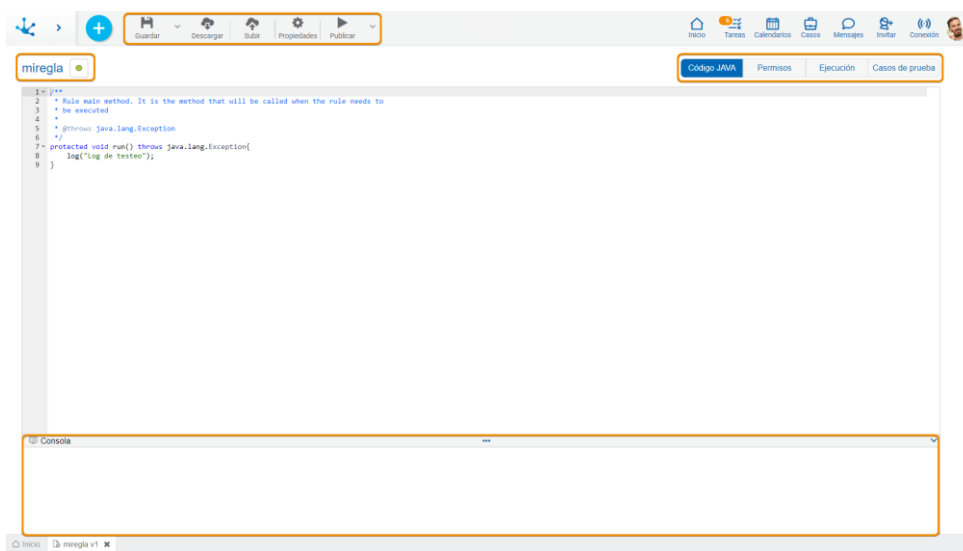 Guardar Descargar Subir Propiedades Publicar
Inicio Tareas Calendarios Casos Mensajes Invitar Conexión
miregla
Código JAVA Permisos Ejecución Casos de prueba
1 /**
2 * Rule main method. It is the method that will be called when the rule needs to
3 * be executed
4 *
5 * @throws java.lang.Exception
6 */
7 protected void run() throws java.lang.Exception{
8 log("Log de testeo");
9 }
Consola
Inicio miregla v1